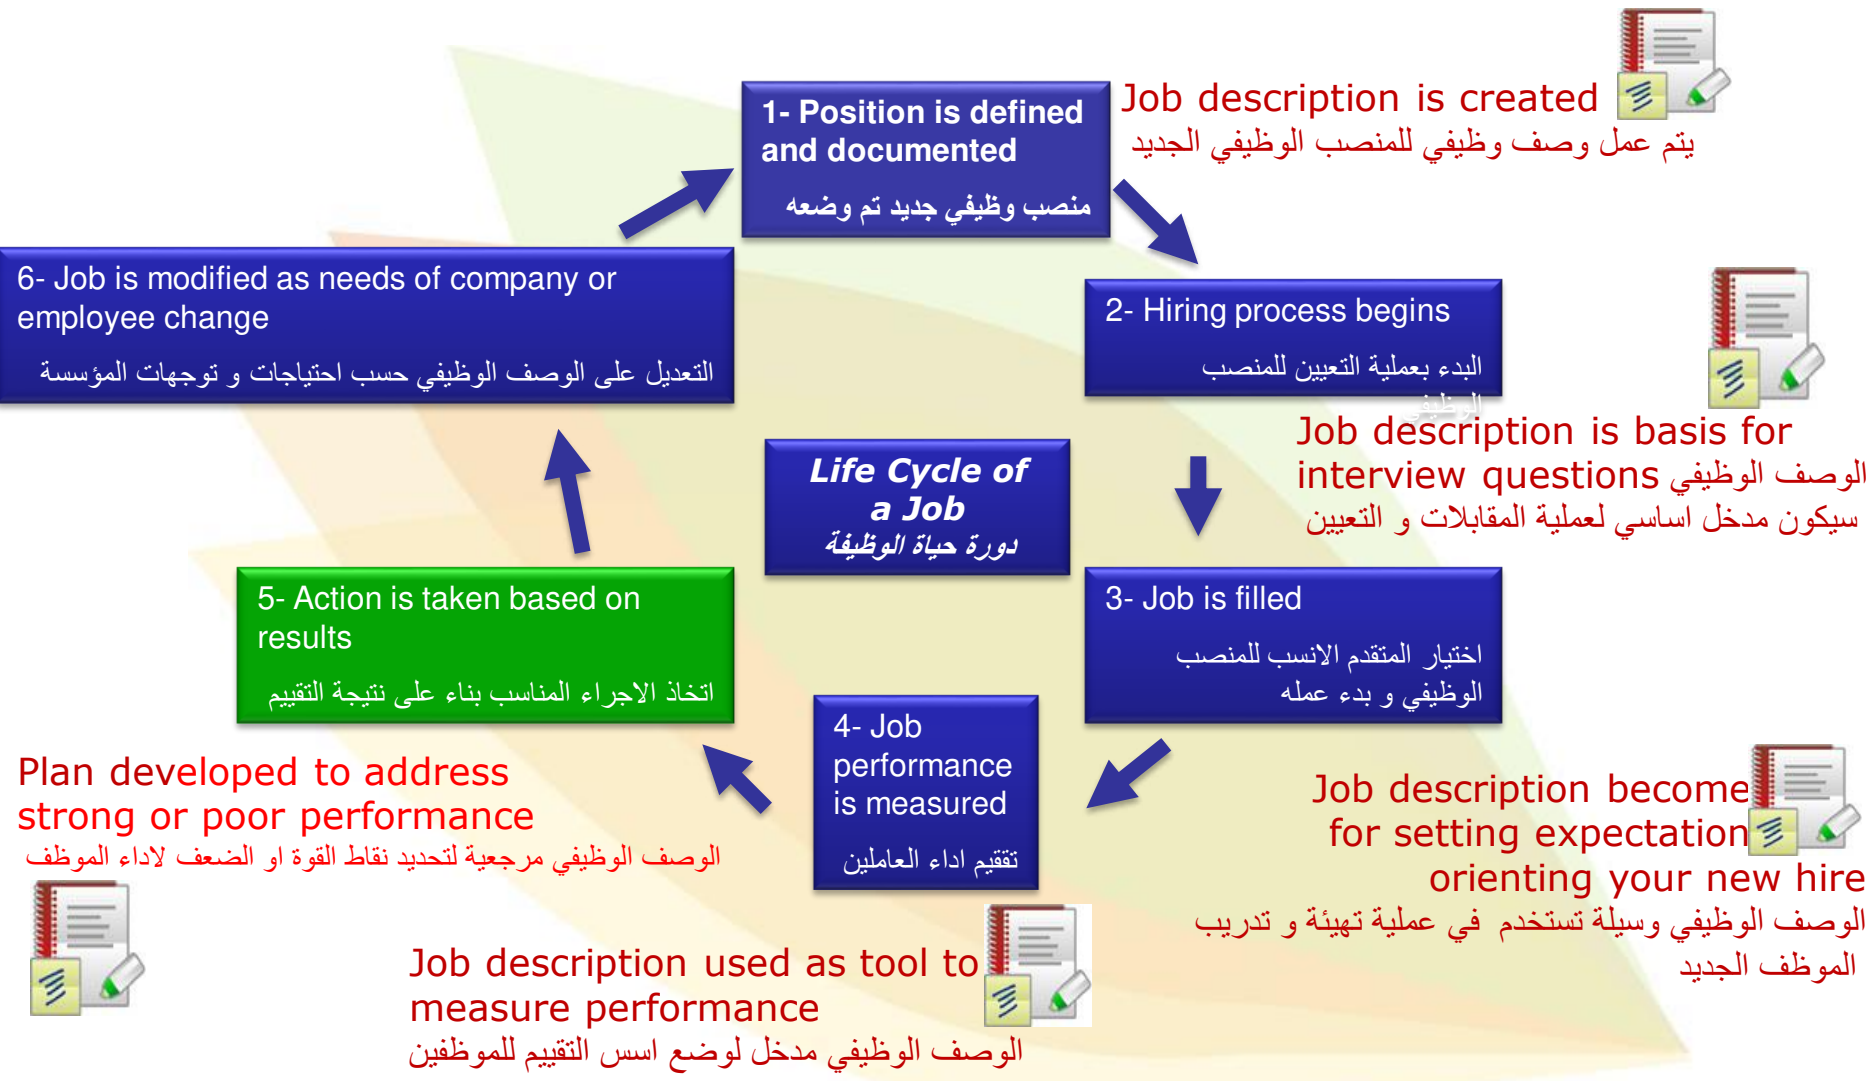 1- Position is defined
and documented
منصب وظيفي جديد تم وضعه
Job description is created
يتم عمل وصف وظيفي للمنصب الوظيفي الجديد
2- Hiring process begins
البدء بعملية التعيين للمنصب
الوظيفي
Job description is basis for
interview questions الوصف الوظيفي
سيكون مدخل اساسي لعملية المقابلات و التعيين
3- Job is filled
اختيار المتقدم الانسب للمنصب
الوظيفي و بدء عمله
Job description become
for setting expectation
orienting your new hire
الوصف الوظيفي وسيلة تستخدم في عملية تهيئة و تدريب
الموظف الجديد
4- Job
performance
is measured
تققيم اداء العاملين
Job description used as tool to
measure performance
الوصف الوظيفي مدخل لوضع اسس التقييم للموظفين
5- Action is taken based on
results
اتخاذ الاجراء المناسب بناء على نتيجة التقييم
Plan developed to address
strong or poor performance
الوصف الوظيفي مرجعية لتحديد نقاط القوة او الضعف لاداء الموظف
6- Job is modified as needs of company or
employee change
التعديل على الوصف الوظيفي حسب احتياجات و توجهات المؤسسة
Life Cycle of
a Job
دورة حياة الوظيفة